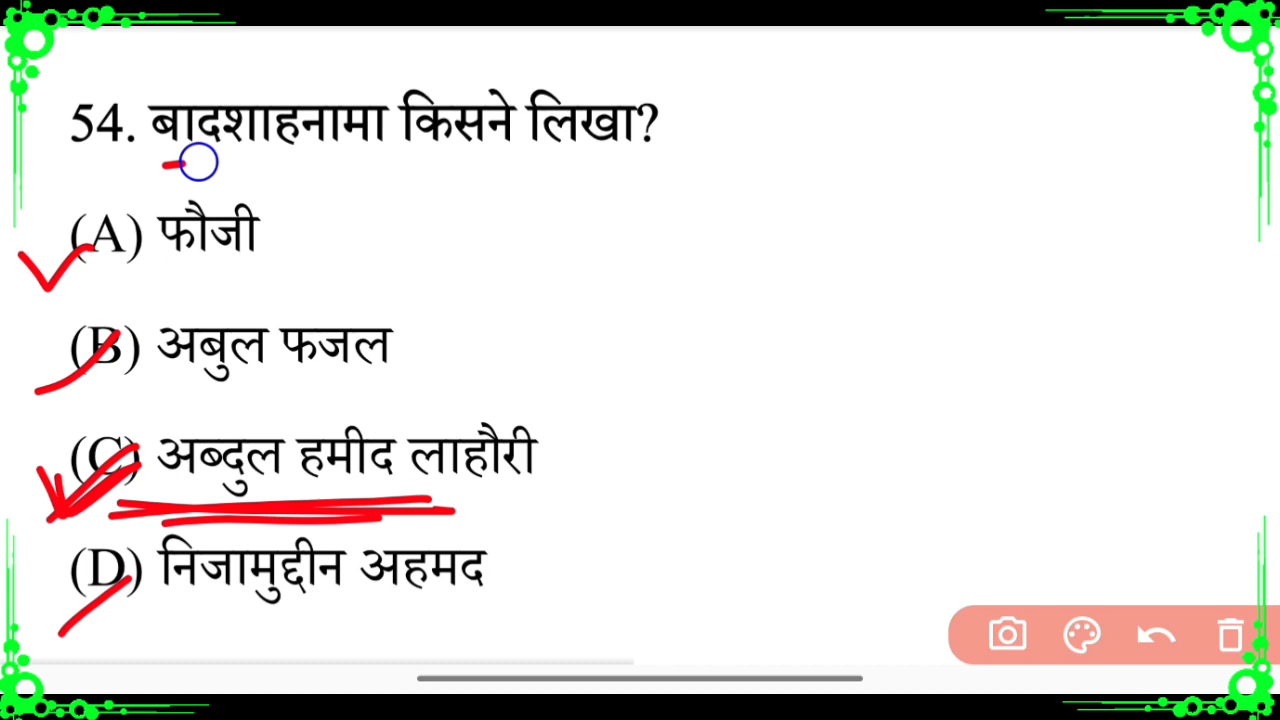 54. बादशाहनामा किसने लिखा?
(A) फौजी
(B) अबुल फजल
(C) अब्दुल हमीद लाहौरी
(D) निजामुद्दीन अहमद